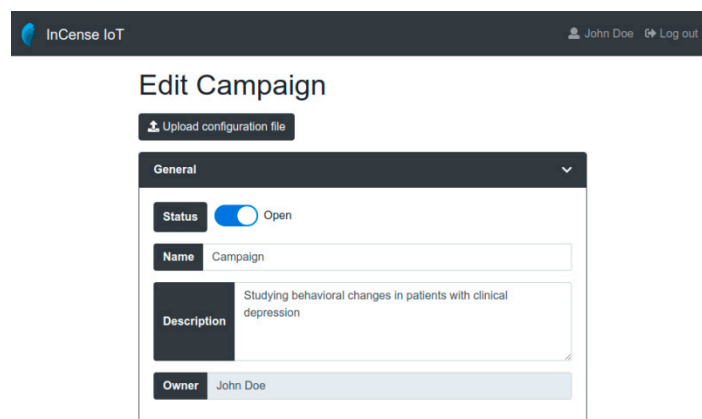 InCense IoT John Doe Log out
Edit Campaign
Upload configuration file
General
Status Open
Name Campaign
Description Studying behavioral changes in patients with clinical
depression
Owner John Doe